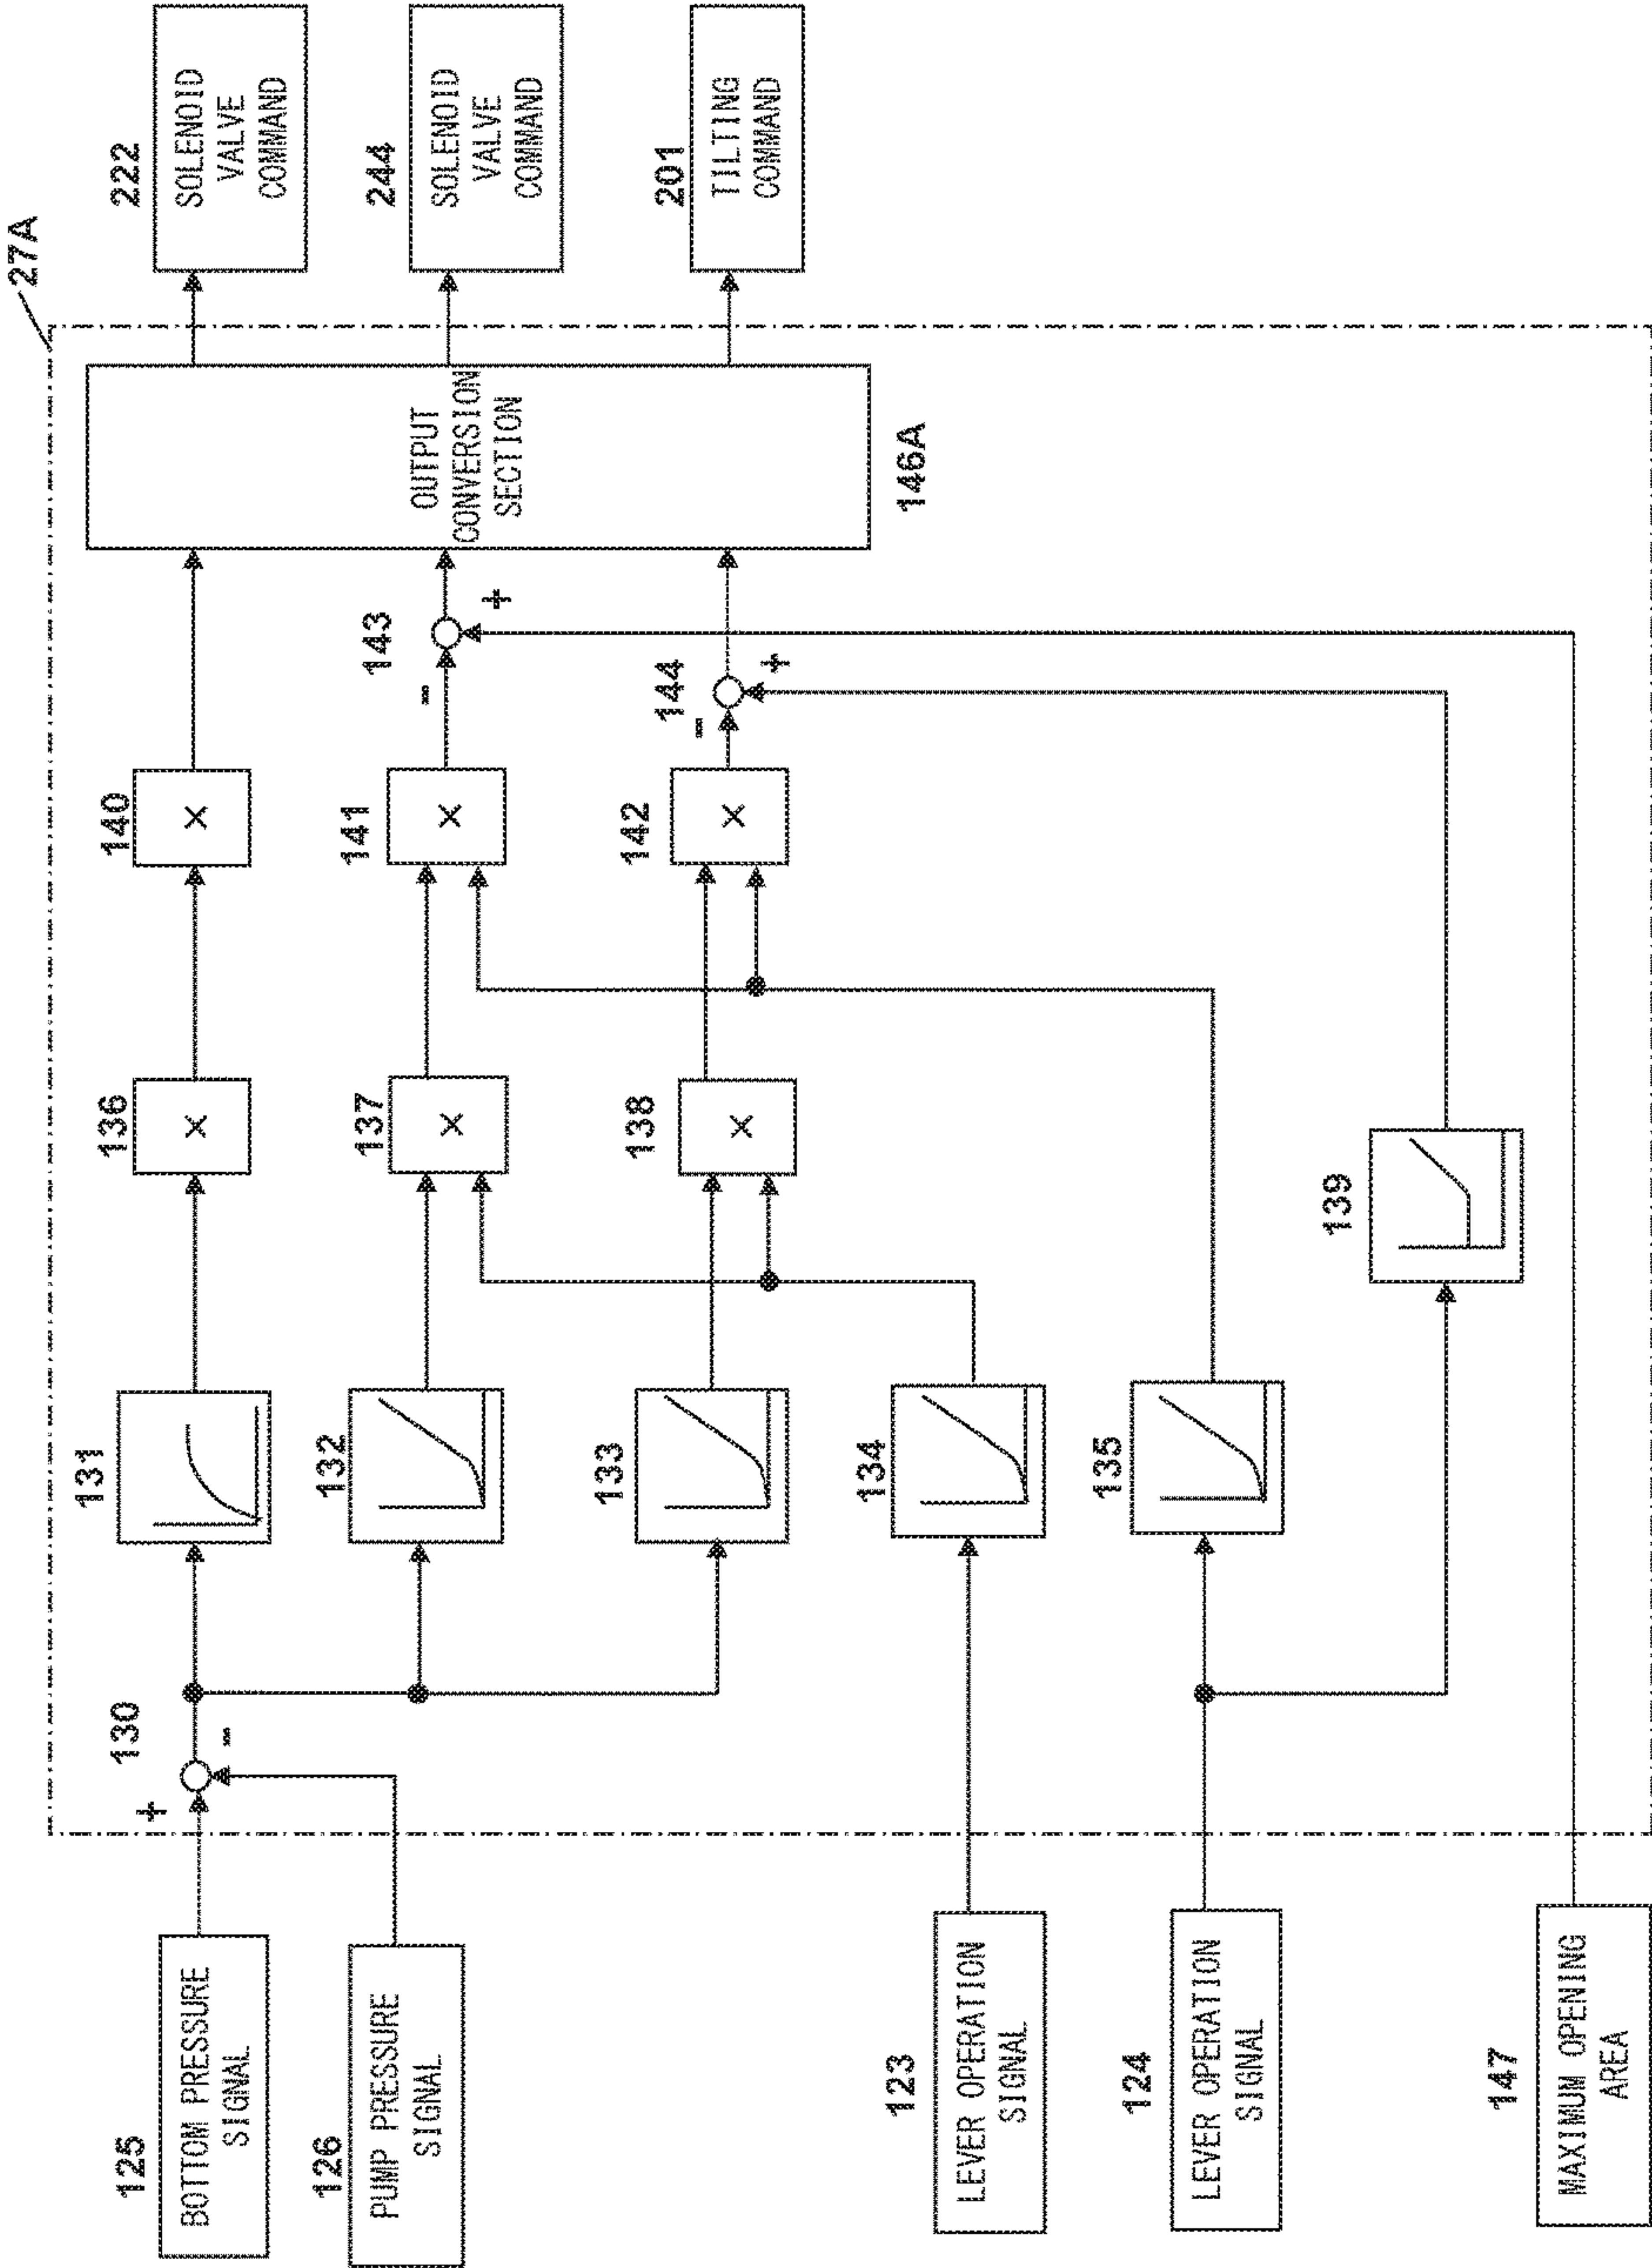 27A
125
BOTTOM PRESSURE
SIGNAL
126
PUMP PRESSURE
SIGNAL
123
LEVER OPERATION
SIGNAL
124
LEVER OPERATION
SIGNAL
147
MAXIMUM OPENING
AREA
130
+
-
131
132
133
134
135
136
×
137
×
138
×
139
140
×
141
×
142
×
143
-
+
144
-
+
OUTPUT
CONVERSION
SECTION
146A
222
SOLENOID
VALVE
COMMAND
244
SOLENOID
VALVE
COMMAND
201
TILTING
COMMAND